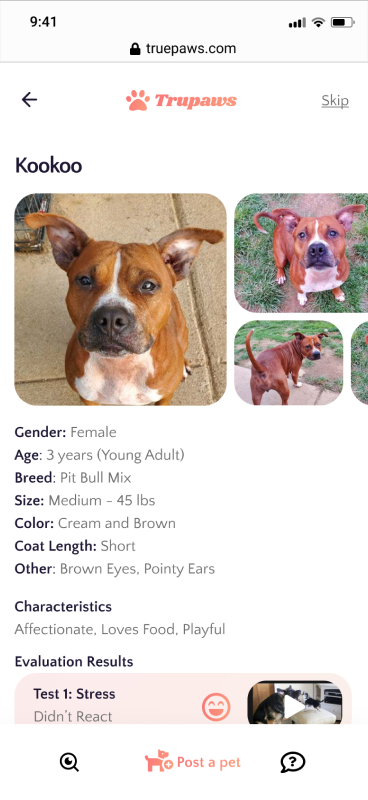 9:41
truepaws.com
Trupaws
Skip
Kookoo
Gender: Female
Age: 3 years (Young Adult)
Breed: Pit Bull Mix
Size: Medium – 45 lbs
Color: Cream and Brown
Coat Length: Short
Other: Brown Eyes, Pointy Ears
Characteristics
Affectionate, Loves Food, Playful
Evaluation Results
Test 1: Stress
Didn't React
Post a pet